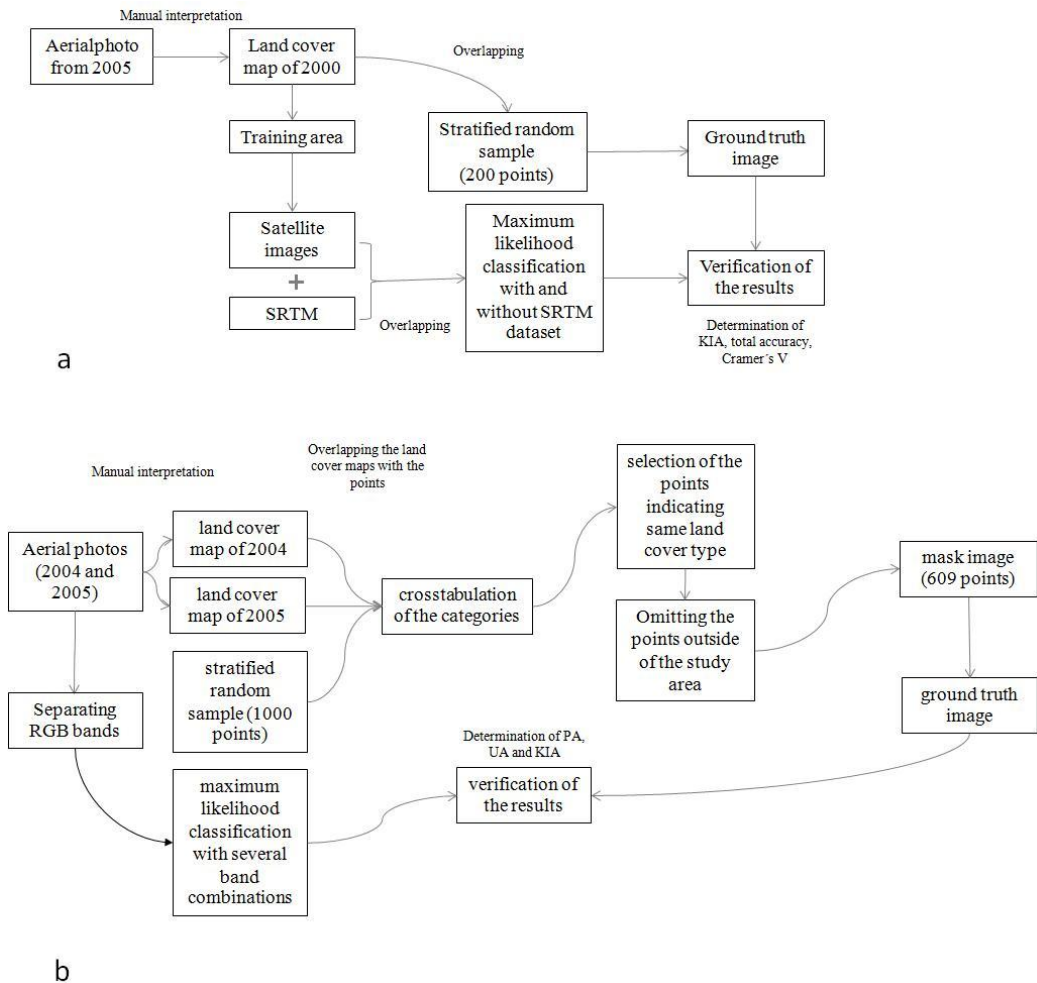 Manual interpretation
Aerialphoto
from 2005
Land cover
map of 2000
Overlapping
Training area
Stratified random
sample
(200 points)
Ground truth
image
Satellite
images
+
SRTM
Overlapping
Maximum
likelihood
classification
with and
without SRTM
dataset
Verification of
the results
Determination of
KIA, total accuracy,
Cramer´s V
a
Manual interpretation
Overlapping the land
cover maps with the
points
Aerial photos
(2004 and
2005)
land cover
map of 2004
land cover
map of 2005
stratified
random
sample (1000
points)
crosstabulation
of the categories
selection of the
points
indicating
same land
cover type
Omitting the
points outside
of the study
area
mask image
(609 points)
ground truth
image
Separating
RGB bands
maximum
likelihood
classification
with several
band
combinations
Determination of PA,
UA and KIA
verification of
the results
b